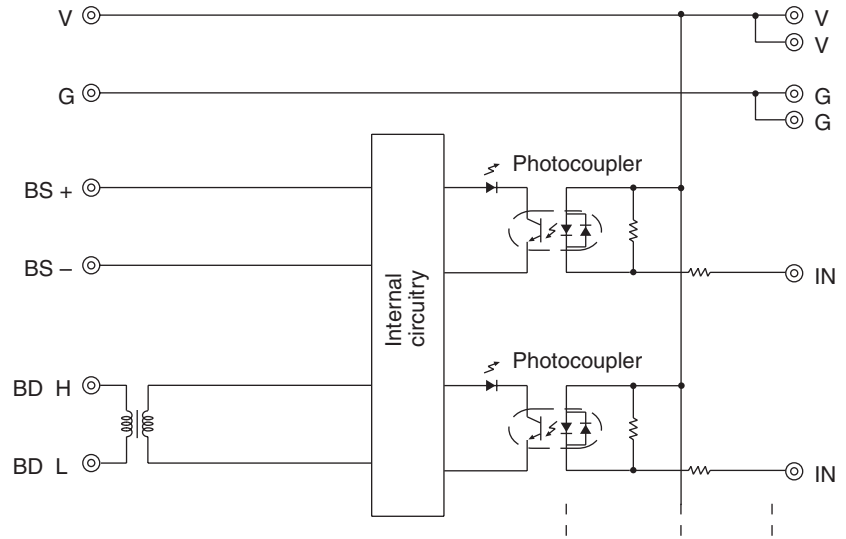 V
V
V
G
G
G
Photocoupler
BS +
BS –
IN
Internal
circuitry
Photocoupler
BD H
BD L
IN